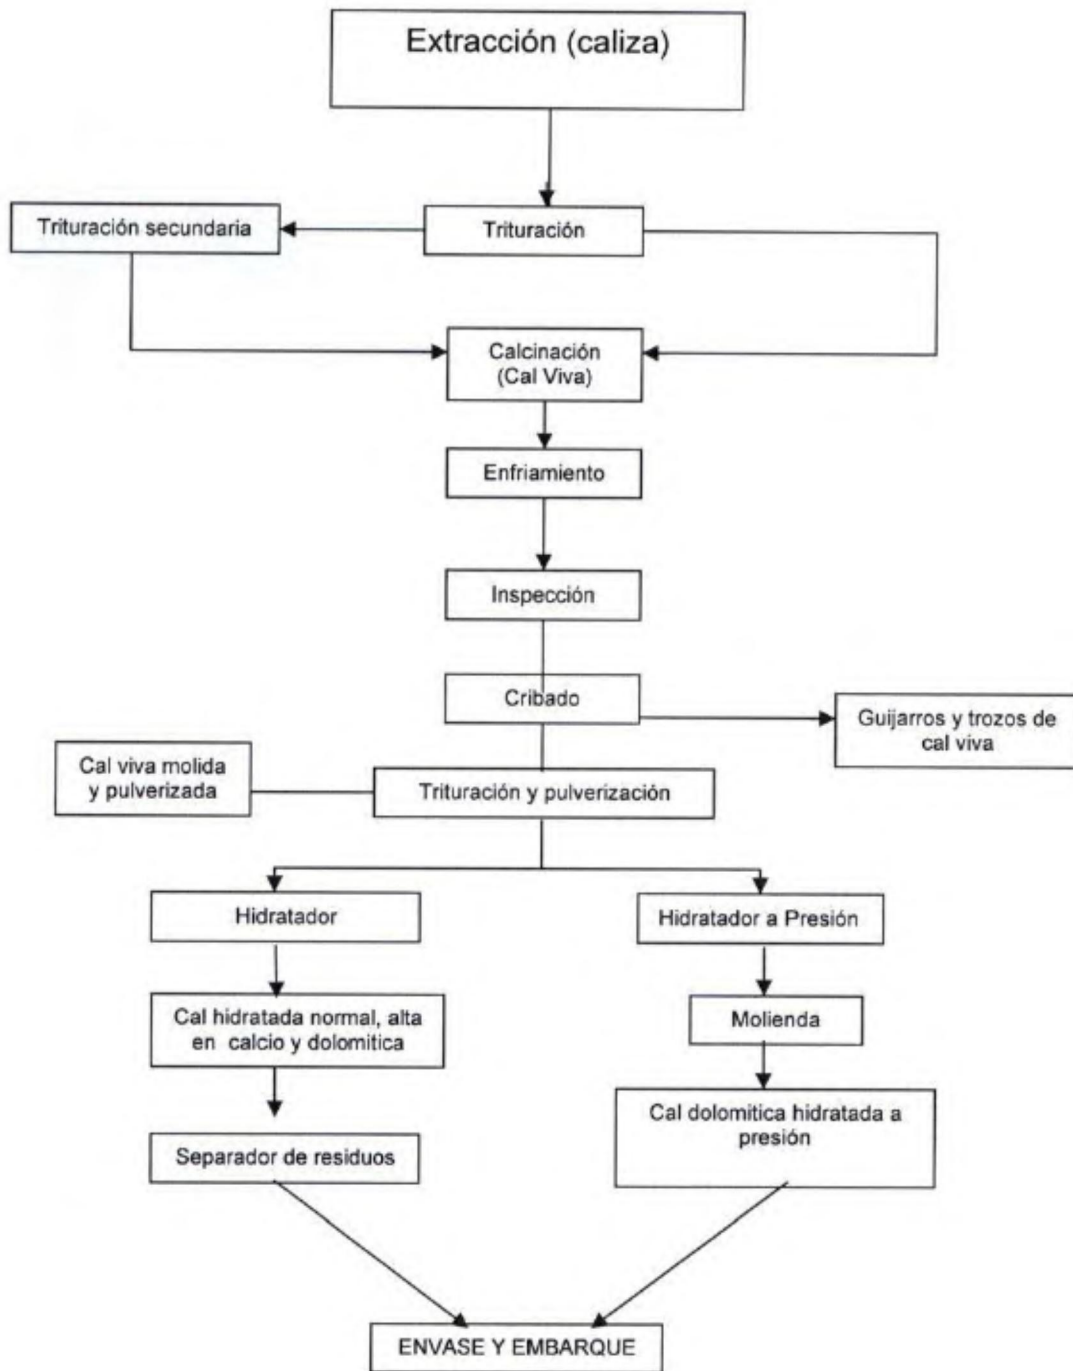 Extracción (caliza)
Trituración secundaria
Trituración
Calcinación
(Cal Viva)
Enfriamiento
Inspección
Cribado
Guijarros y trozos de
cal viva
Cal viva molida
y pulverizada
Trituración y pulverización
Hidratador
Hidratador a Presión
Cal hidratada normal, alta
en calcio y dolomitica
Molienda
Cal dolomitica hidratada a
presión
Separador de residuos
ENVASE Y EMBARQUE